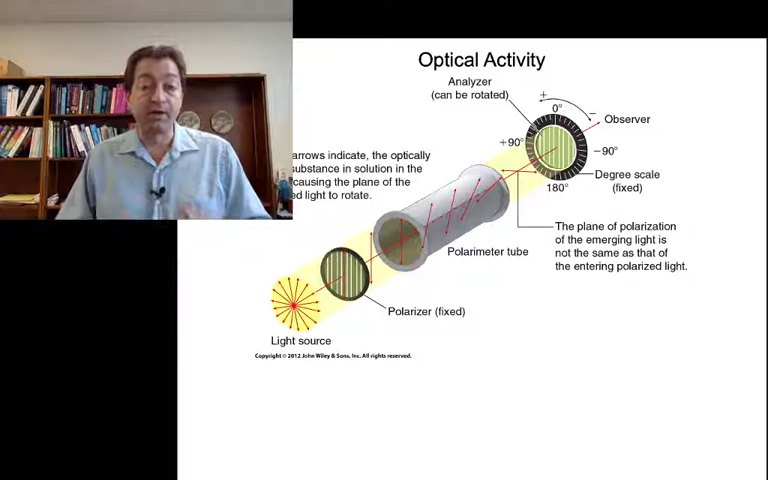 Optical Activity
Analyzer
(can be rotated)
+
0°
–
Observer
+90°
–90°
Degree scale
(fixed)
180°
arrows indicate, the optically
substance in solution in the
causing the plane of the
ed light to rotate.
The plane of polarization
of the emerging light is
not the same as that of
the entering polarized light.
Polarimeter tube
Polarizer (fixed)
Light source
Copyright © 2012 John Wiley & Sons, Inc. All rights reserved.